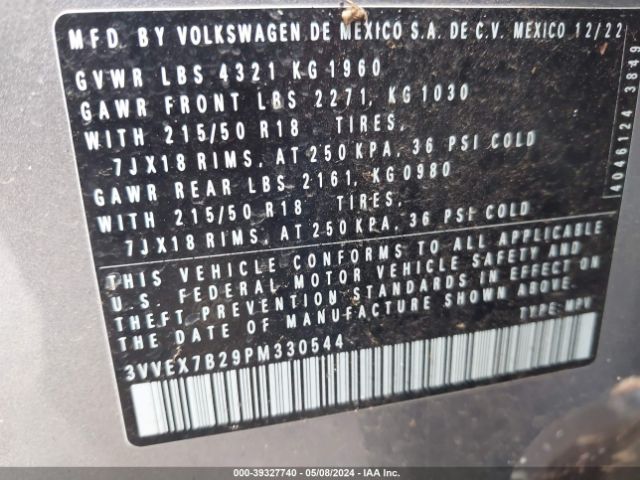 MFD. BY VOLKSWAGEN DE MEXICO S.A. DE C.V. MEXICO 12/22
GVWR LBS 4321 KG 1960
GAWR FRONT LBS 2271, KG 1030
WITH 215/50 R18 TIRES,
7JX18 RIMS, AT 250 KPA, 36 PSI COLD
GAWR REAR LBS 2161, KG 0980
WITH 215/50 R18 TIRES,
7JX18 RIMS, AT 250 KPA, 36 PSI COLD
THIS VEHICLE CONFORMS TO ALL APPLICABLE
U.S. FEDERAL MOTOR VEHICLE SAFETY AND
THEFT PREVENTION STANDARDS IN EFFECT ON
THE DATE OF MANUFACTURE SHOWN ABOVE.
TYPE: MPV
3VVEX7B29PM330544
4046124 3849
000-39327740 - 05/08/2024 - IAA Inc.